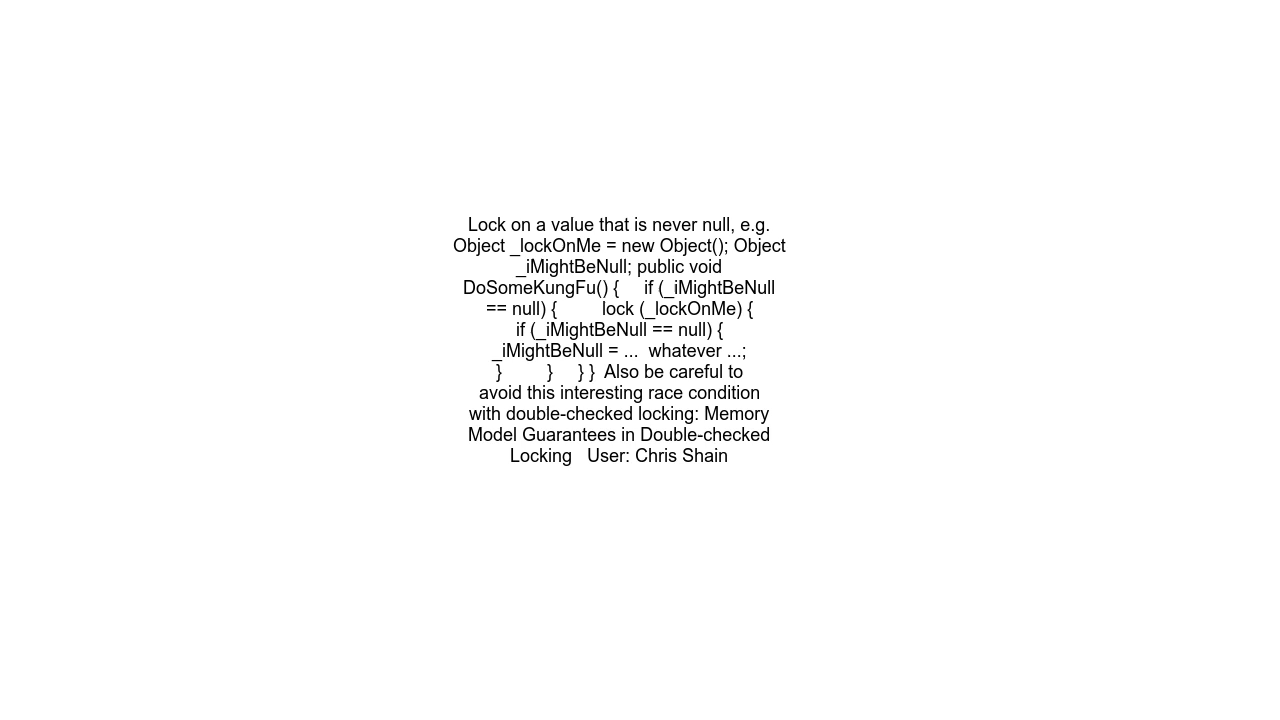 Lock on a value that is never null, e.g.
Object _lockOnMe = new Object(); Object
_iMightBeNull; public void
DoSomeKungFu() {     if (_iMightBeNull
== null) {         lock (_lockOnMe) {
if (_iMightBeNull == null) {
_iMightBeNull = ...  whatever ...;
}         }     } }  Also be careful to
avoid this interesting race condition
with double-checked locking: Memory
Model Guarantees in Double-checked
Locking   User: Chris Shain